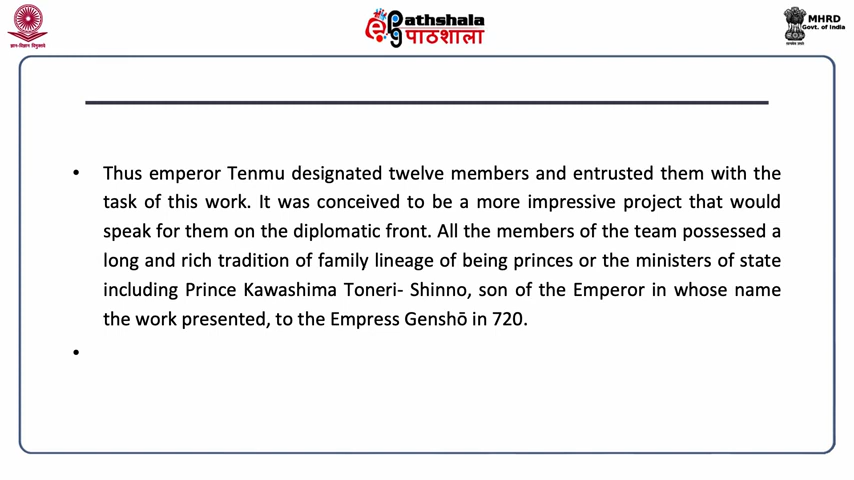 ज्ञान-विज्ञान विमुक्तये
ePathshala
पाठशाला
MHRD
Govt. of India
• Thus emperor Tenmu designated twelve members and entrusted them with the
task of this work. It was conceived to be a more impressive project that would
speak for them on the diplomatic front. All the members of the team possessed a
long and rich tradition of family lineage of being princes or the ministers of state
including Prince Kawashima Toneri- Shinno, son of the Emperor in whose name
the work presented, to the Empress Genshō in 720.
•